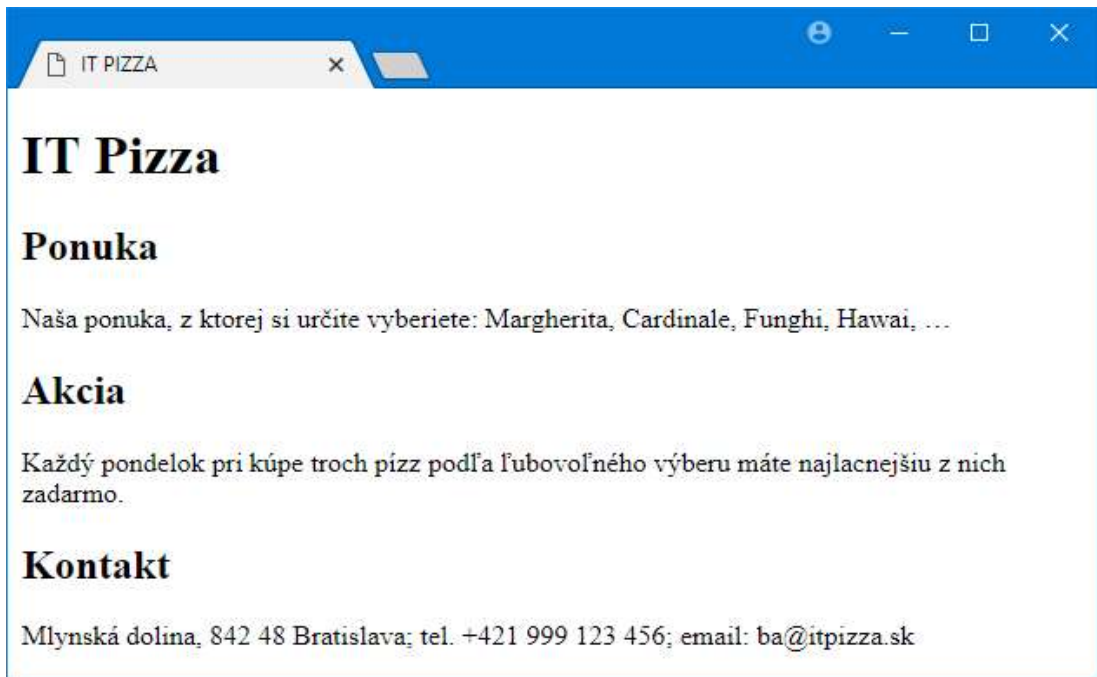 IT PIZZA
IT Pizza
Ponuka
Naša ponuka, z ktorej si určite vyberiete: Margherita, Cardinale, Funghi, Hawai, …
Akcia
Každý pondelok pri kúpe troch pízz podľa ľubovoľného výberu máte najlacnejšiu z nich
zadarmo.
Kontakt
Mlynská dolina, 842 48 Bratislava; tel. +421 999 123 456; email: ba@itpizza.sk